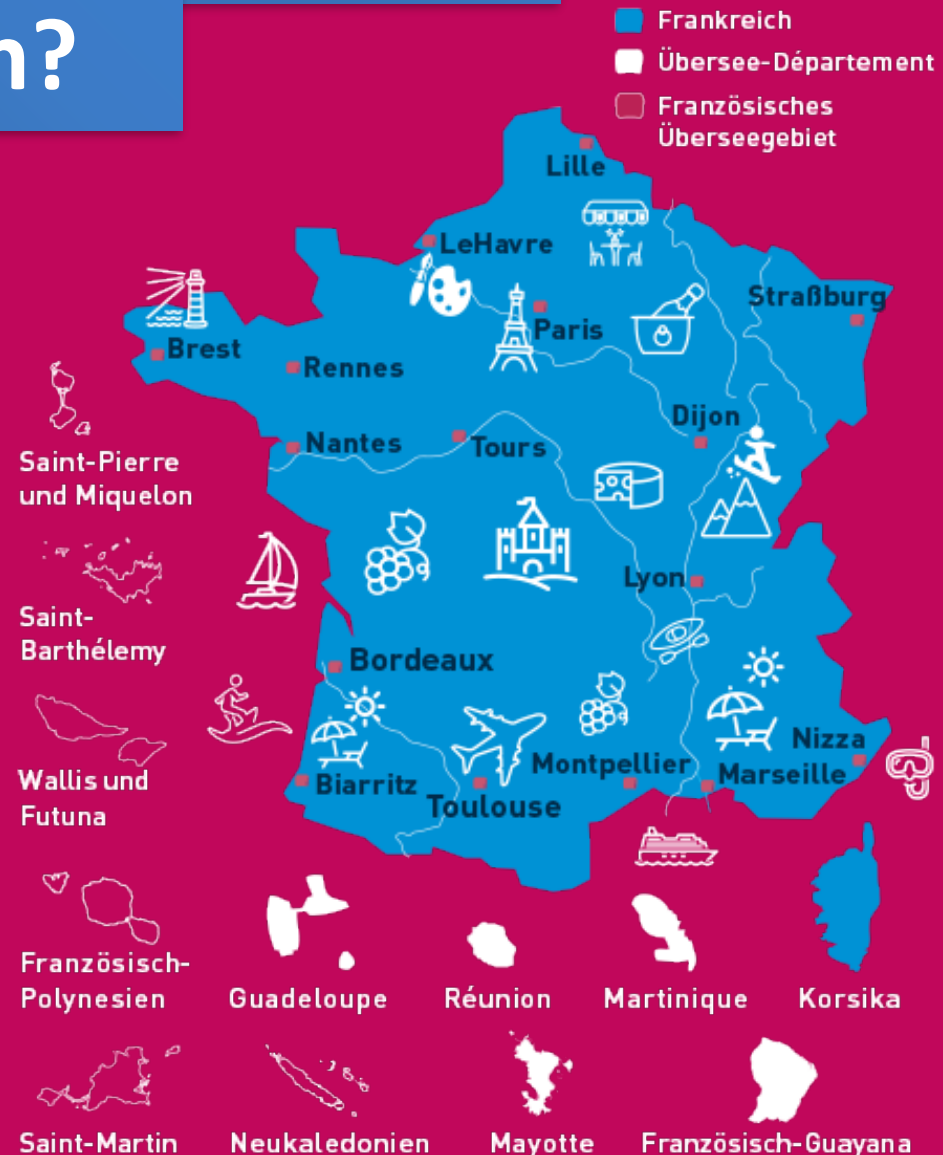 n?
Frankreich
Übersee-Département
Französisches
Überseegebiet
Lille
LeHavre
Straßburg
Paris
Brest
Rennes
Dijon
Nantes
Tours
Saint-Pierre
und Miquelon
Lyon
Saint-
Barthélemy
Bordeaux
Nizza
Montpellier
Marseille
Wallis und
Futuna
Biarritz
Toulouse
Französisch-
Polynesien
Guadeloupe
Réunion
Martinique
Korsika
Saint-Martin
Neukaledonien
Mayotte
Französisch-Guayana